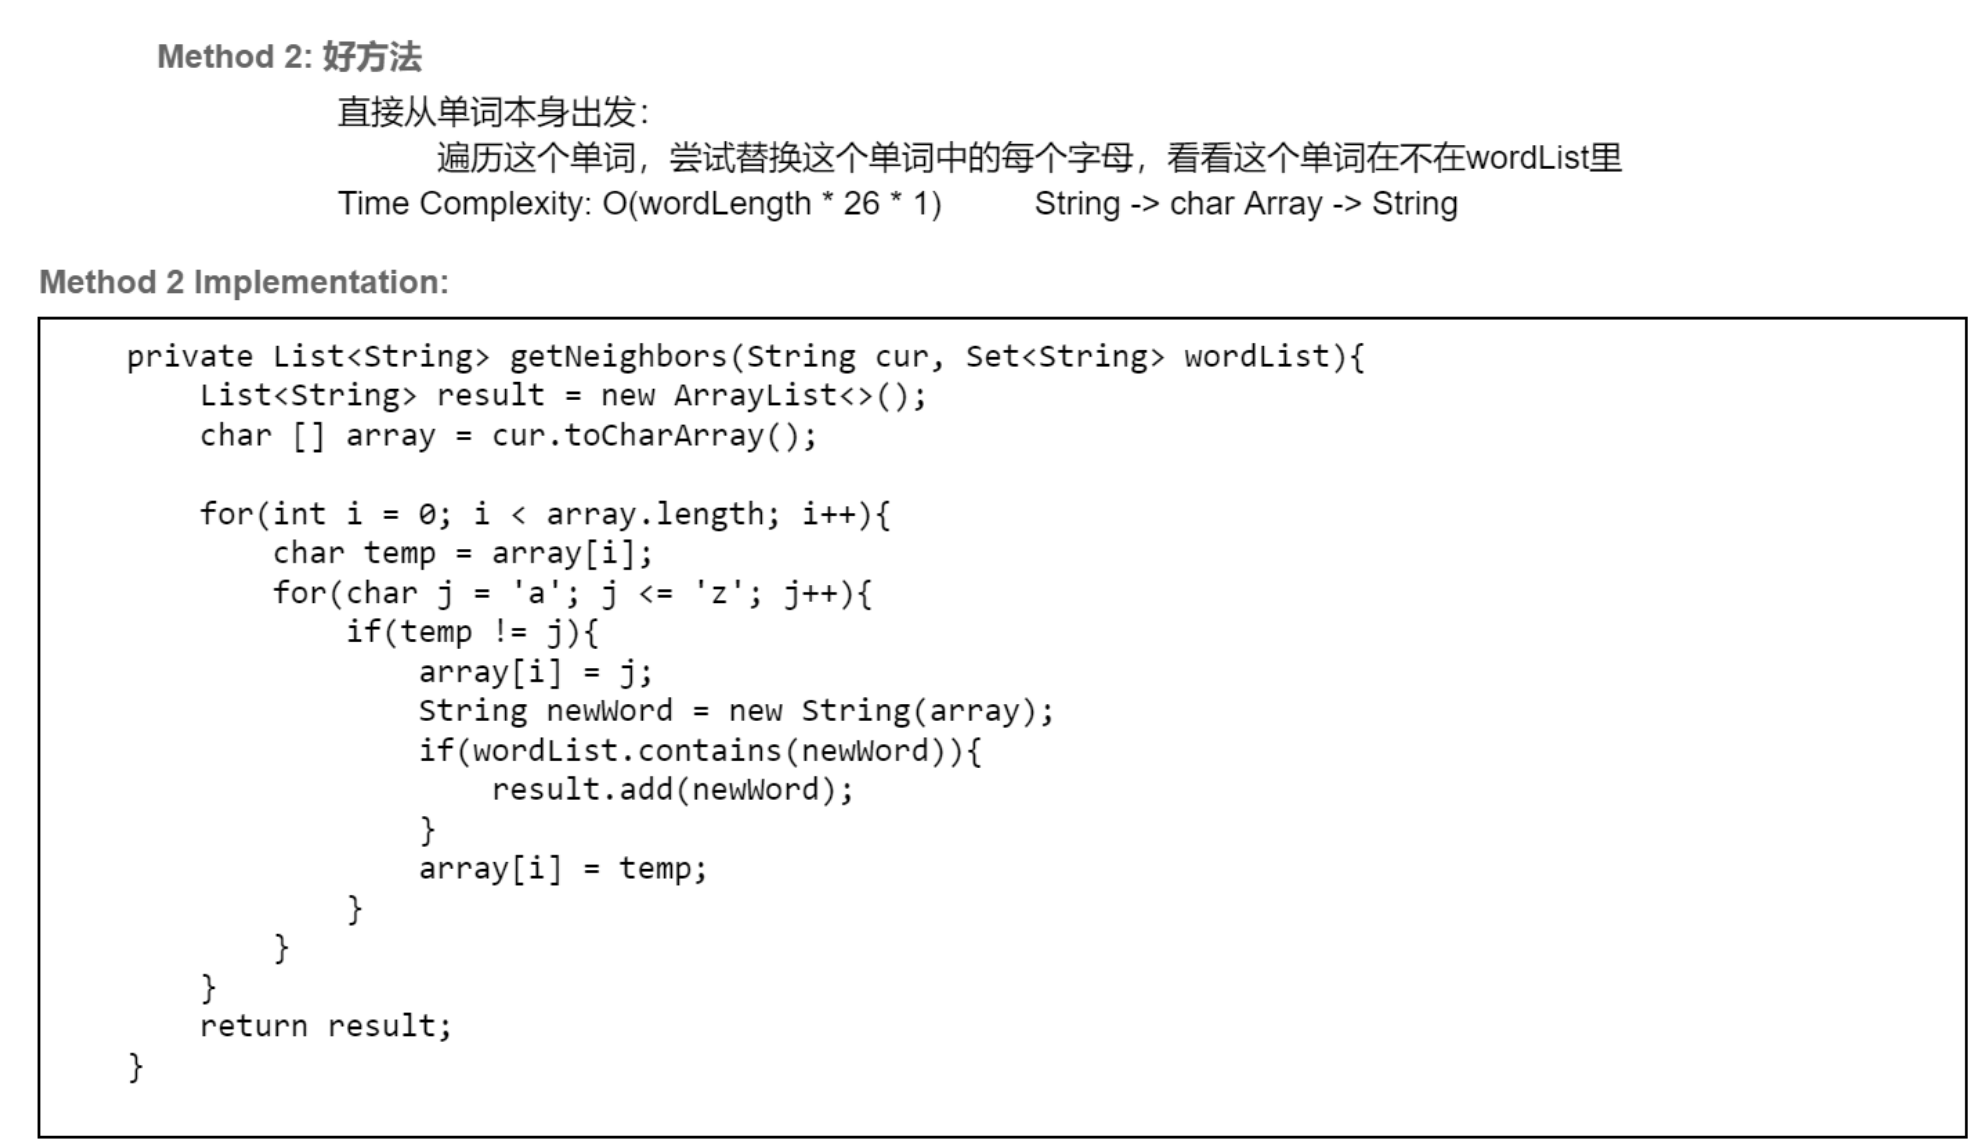 Method 2: 好方法
直接从单词本身出发：
遍历这个单词，尝试替换这个单词中的每个字母，看看这个单词在不在wordList里
Time Complexity: O(wordLength * 26 * 1) String -> char Array -> String
Method 2 Implementation:
private List<String> getNeighbors(String cur, Set<String> wordList){
List<String> result = new ArrayList<>();
char [] array = cur.toCharArray();
for(int i = 0; i < array.length; i++){
char temp = array[i];
for(char j = 'a'; j <= 'z'; j++){
if(temp != j){
array[i] = j;
String newWord = new String(array);
if(wordList.contains(newWord)){
result.add(newWord);
}
array[i] = temp;
}
}
}
return result;
}